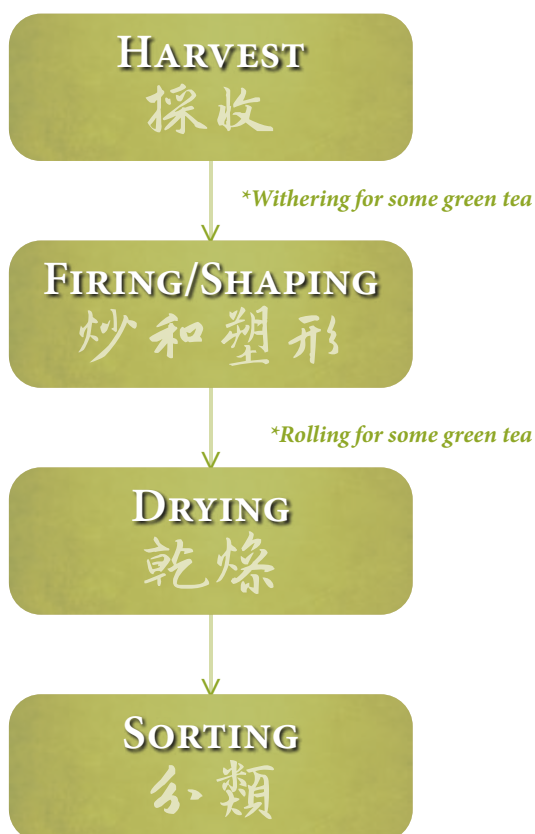 Harvest
採收
*Withering for some green tea
Firing/Shaping
炒和塑形
*Rolling for some green tea
Drying
乾燥
Sorting
分類